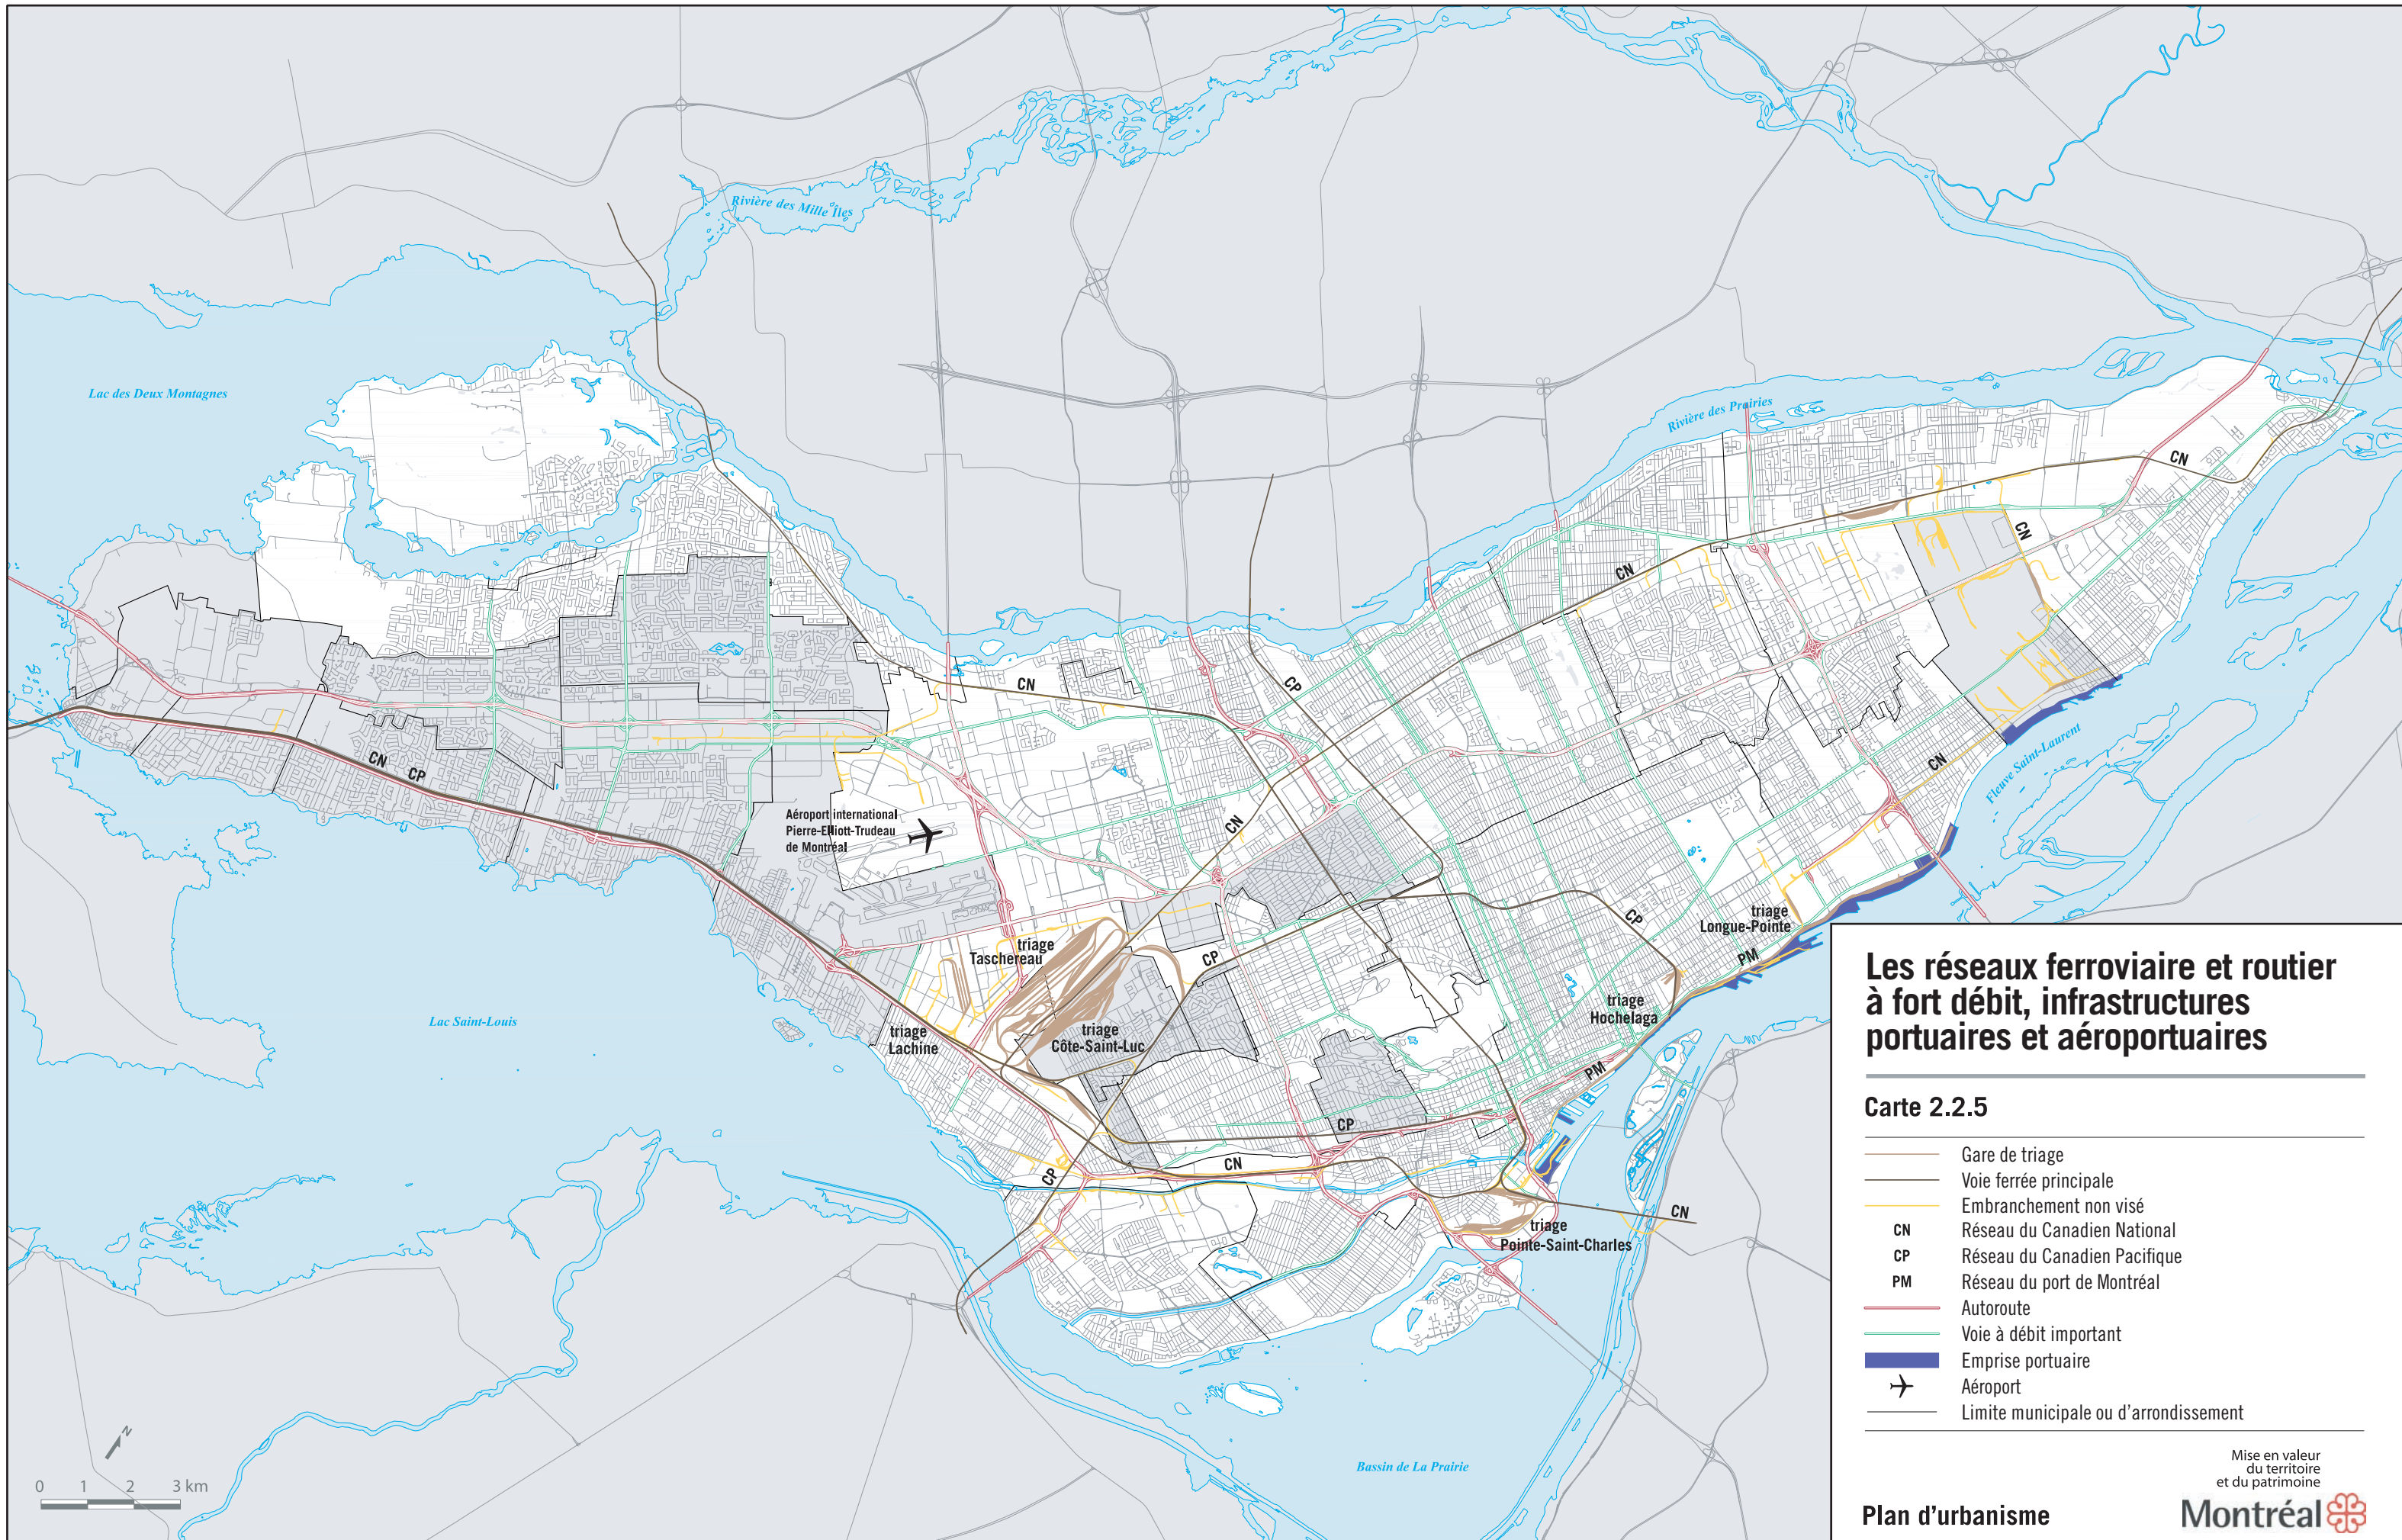 Rivière des Mille Îles
Lac des Deux Montagnes
Rivière des Prairies
CN
CN
CN
CN
CP
CN
CP
CN
Fleuve Saint-Laurent
Aéroport international
Pierre-Elliott-Trudeau
de Montréal
CN
CP
triage
Longue-Pointe
triage
Taschereau
CP
PM
triage
Hochelaga
Lac Saint-Louis
triage
Lachine
triage
Côte-Saint-Luc
PM
CP
CN
CP
CN
triage
Pointe-Saint-Charles
Bassin de La Prairie
N
0 1 2 3 km
Les réseaux ferroviaire et routier
à fort débit, infrastructures
portuaires et aéroportuaires
Carte 2.2.5
Gare de triage
Voie ferrée principale
Embranchement non visé
CN Réseau du Canadien National
CP Réseau du Canadien Pacifique
PM Réseau du port de Montréal
Autoroute
Voie à débit important
Emprise portuaire
Aéroport
Limite municipale ou d'arrondissement
Mise en valeur
du territoire
et du patrimoine
Plan d'urbanisme
Montréal